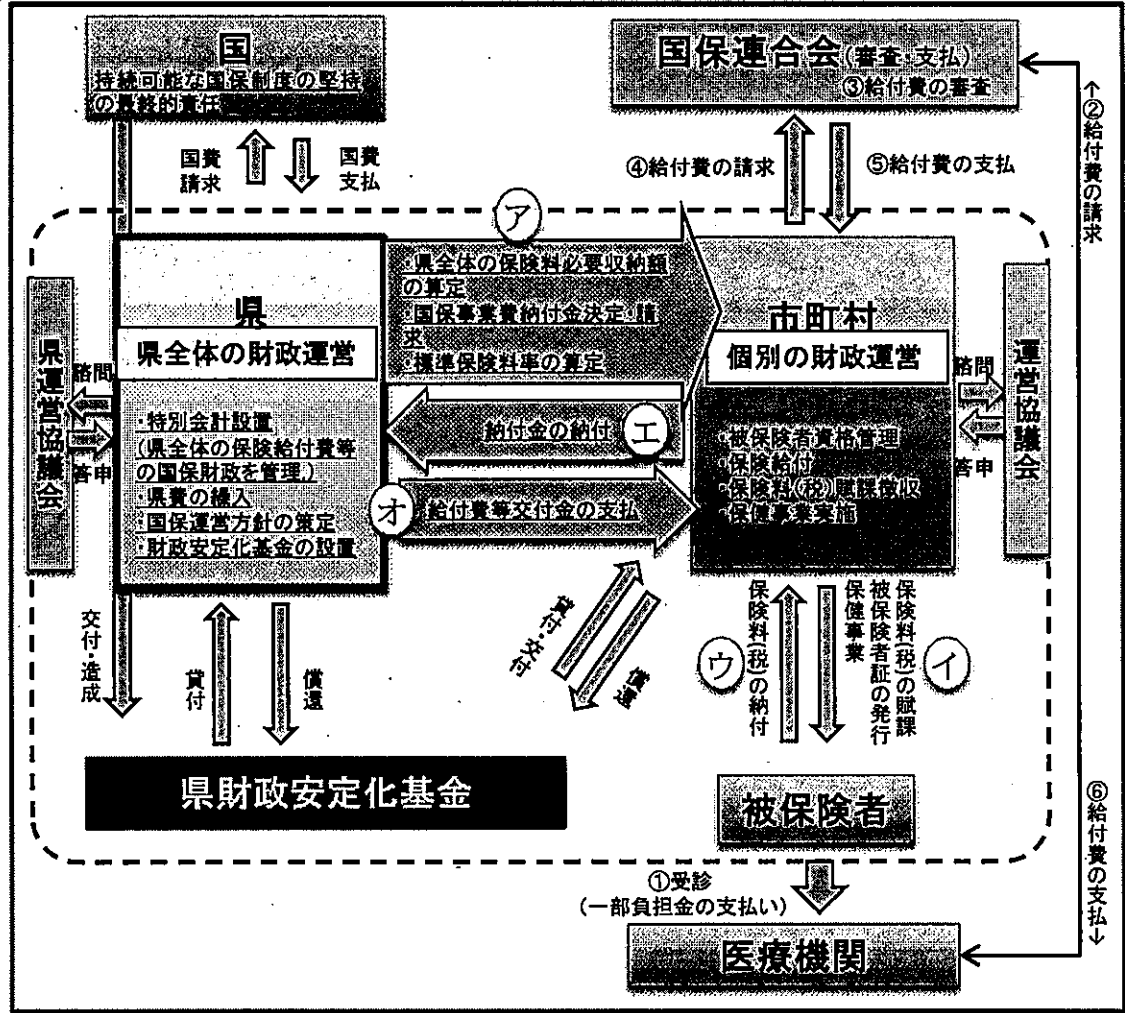 国
持続可能な国保制度の堅持
の最終的責任
国保連合会(審査・支払)
③給付費の審査
↑②給付費の請求
国費
請求
国費
支払
④給付費の請求
⑤給付費の支払
ア
県
県全体の財政運営
・特別会計設置
(県全体の保険給付費等
の国保財政を管理)
・県費の繰入
・国保運営方針の策定
・財政安定化基金の設置
・県全体の保険料必要収納額
の算定
・国保事業費納付金決定・請
求
・標準保険料率の算定
納付金の納付
エ
オ
給付費等交付金の支払
市町村
個別の財政運営
・被保険者資格管理
・保険給付
・保険料(税)賦課徴収
・保健事業実施
県運営協議会
諮問
答申
諮問
答申
運営協議会
交付・造成
貸付
償還
貸付・交付
償還
ウ
保険料(税)の納付
保険料(税)の賦課
被保険者証の発行
保健事業
イ
県財政安定化基金
被保険者
①受診
(一部負担金の支払い)
医療機関
⑥給付費の支払↓